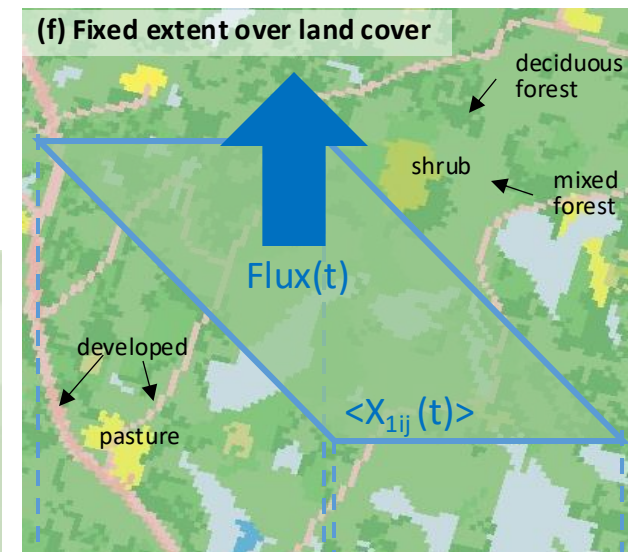 (f) Fixed extent over land cover
deciduous
forest
shrub
mixed
forest
Flux(t)
developed
<X1ij (t)>
pasture